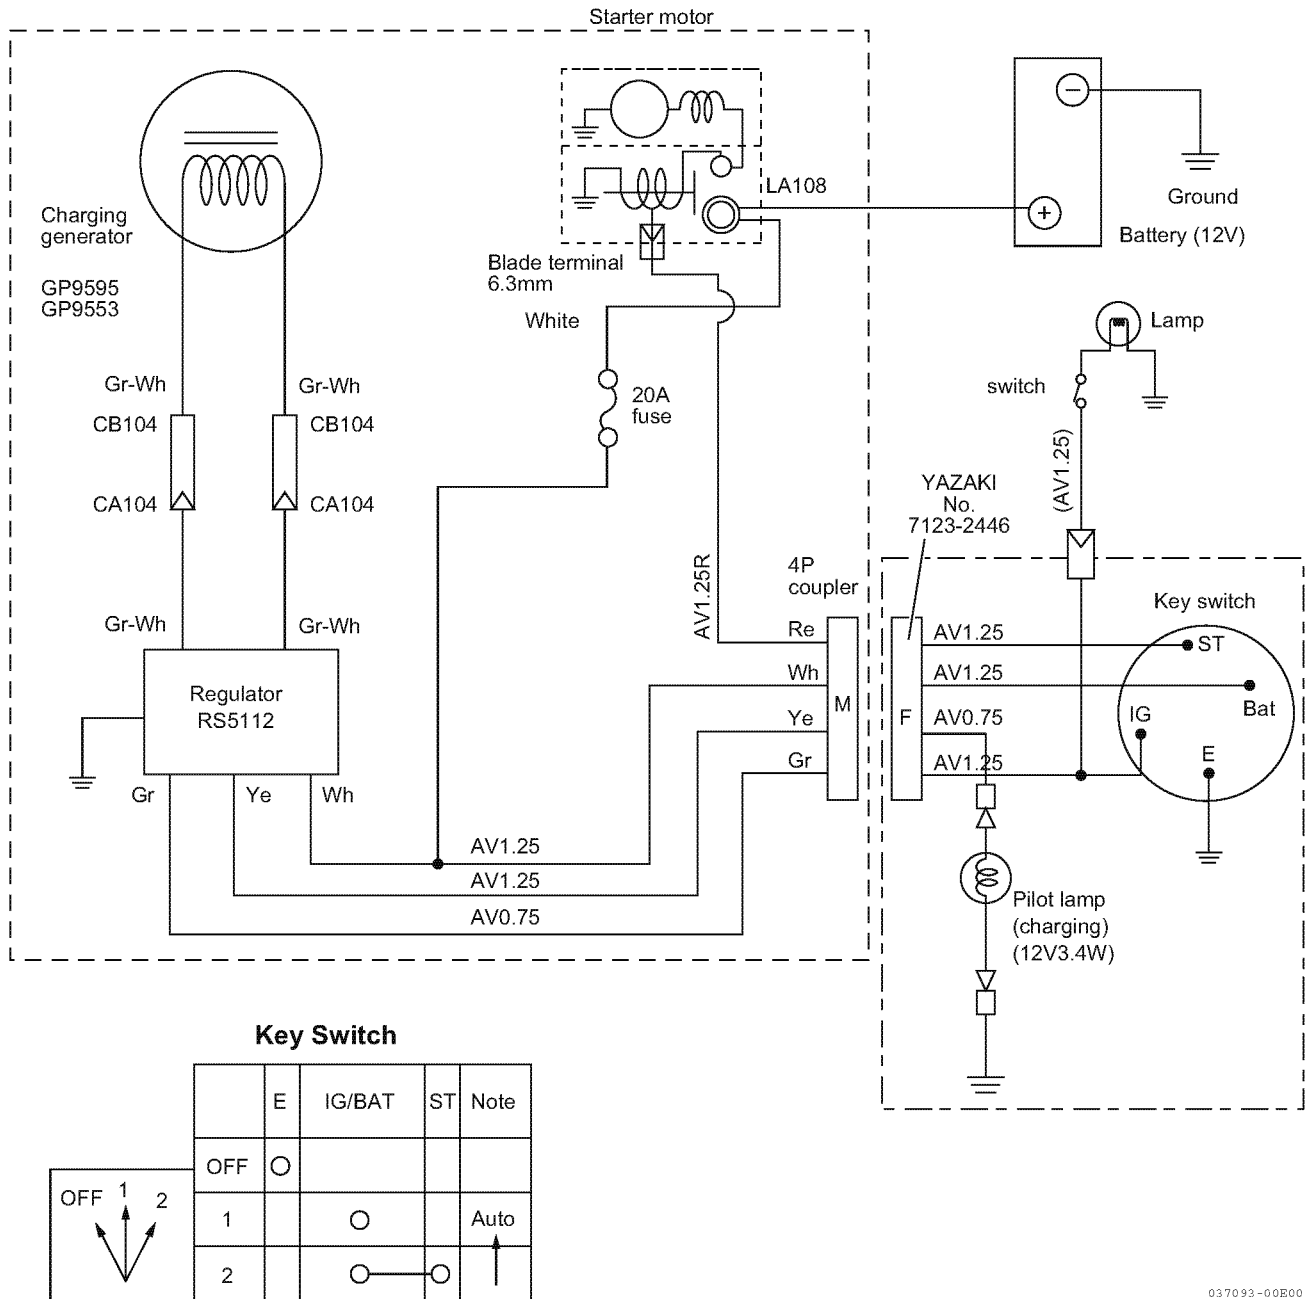 Starter motor
LA108
Ground
Battery (12V)
Charging
generator
GP9595
GP9553
Blade terminal
6.3mm
White
Lamp
switch
20A
fuse
(AV1.25)
Gr-Wh
Gr-Wh
CB104
CB104
CA104
CA104
YAZAKI
No.
7123-2446
AV1.25R
4P
coupler
Key switch
Gr-Wh
Gr-Wh
Re
Wh
Ye
Gr
M
F
AV1.25
AV1.25
AV0.75
AV1.25
ST
Bat
IG
E
Regulator
RS5112
Gr
Ye
Wh
AV1.25
AV1.25
AV0.75
Pilot lamp
(charging)
(12V3.4W)
Key Switch
E IG/BAT ST Note
OFF
1 Auto
2
OFF 1 2
037093-00E00